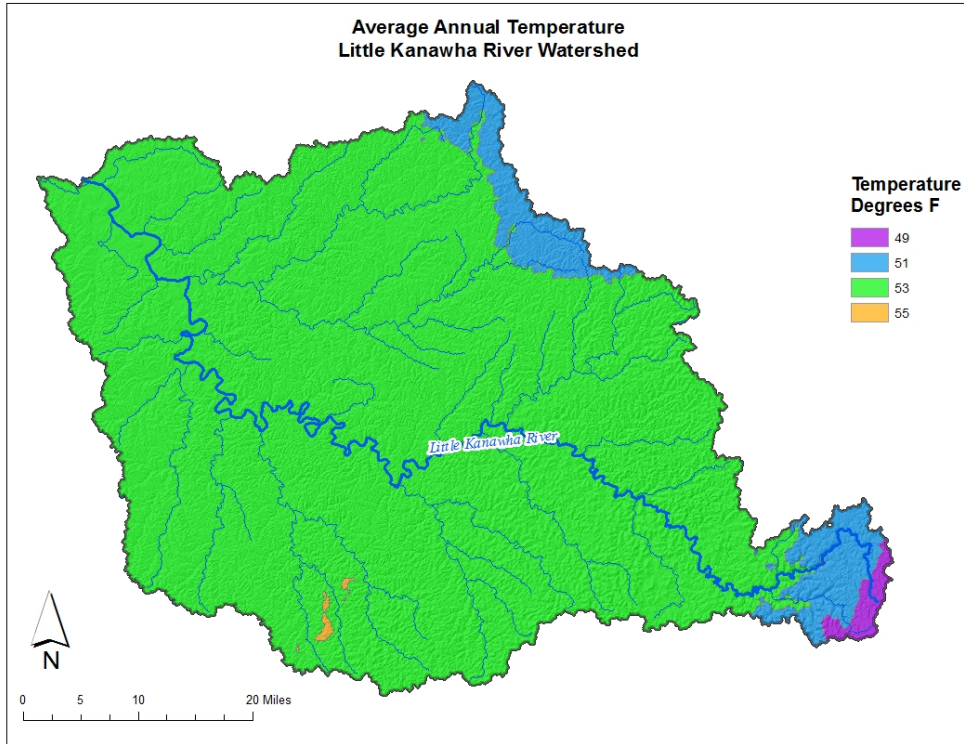 Average Annual Temperature
Little Kanawha River Watershed
Temperature
Degrees F
49
51
53
55
Little Kanawha River
N
0 5 10 20 Miles